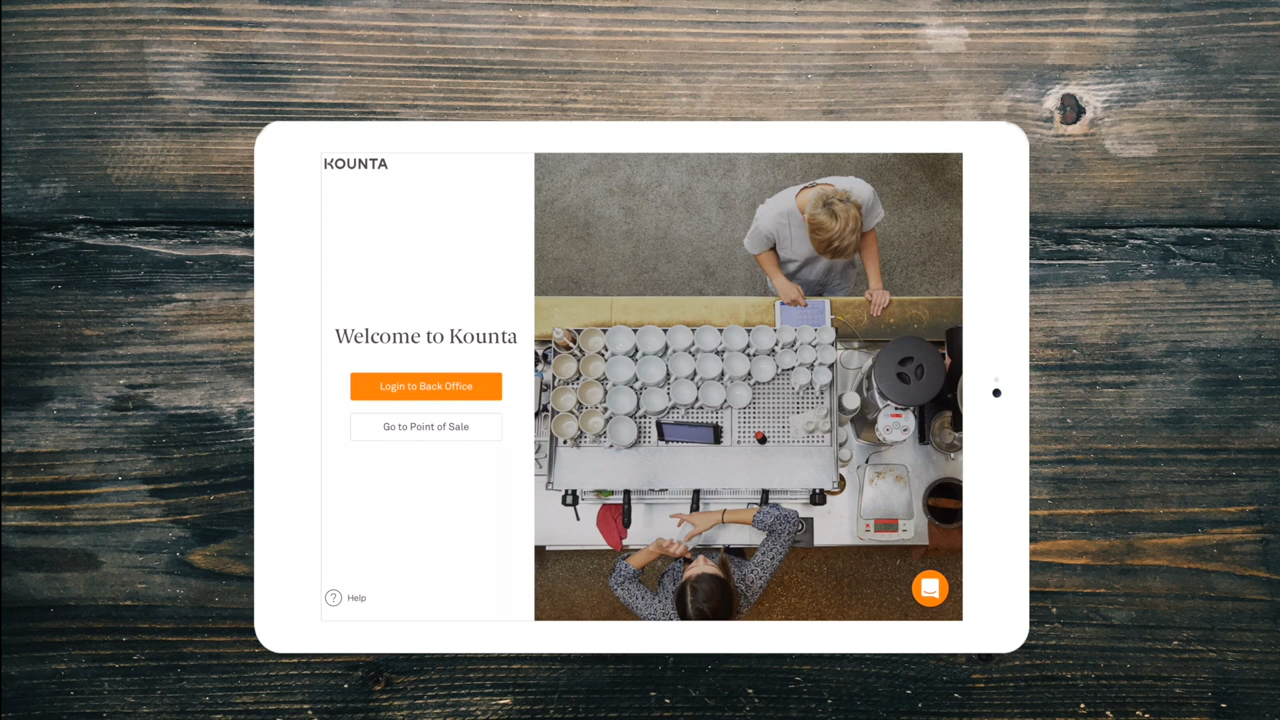 KOUNTA
Welcome to Kounta
Login to Back Office
Go to Point of Sale
? Help